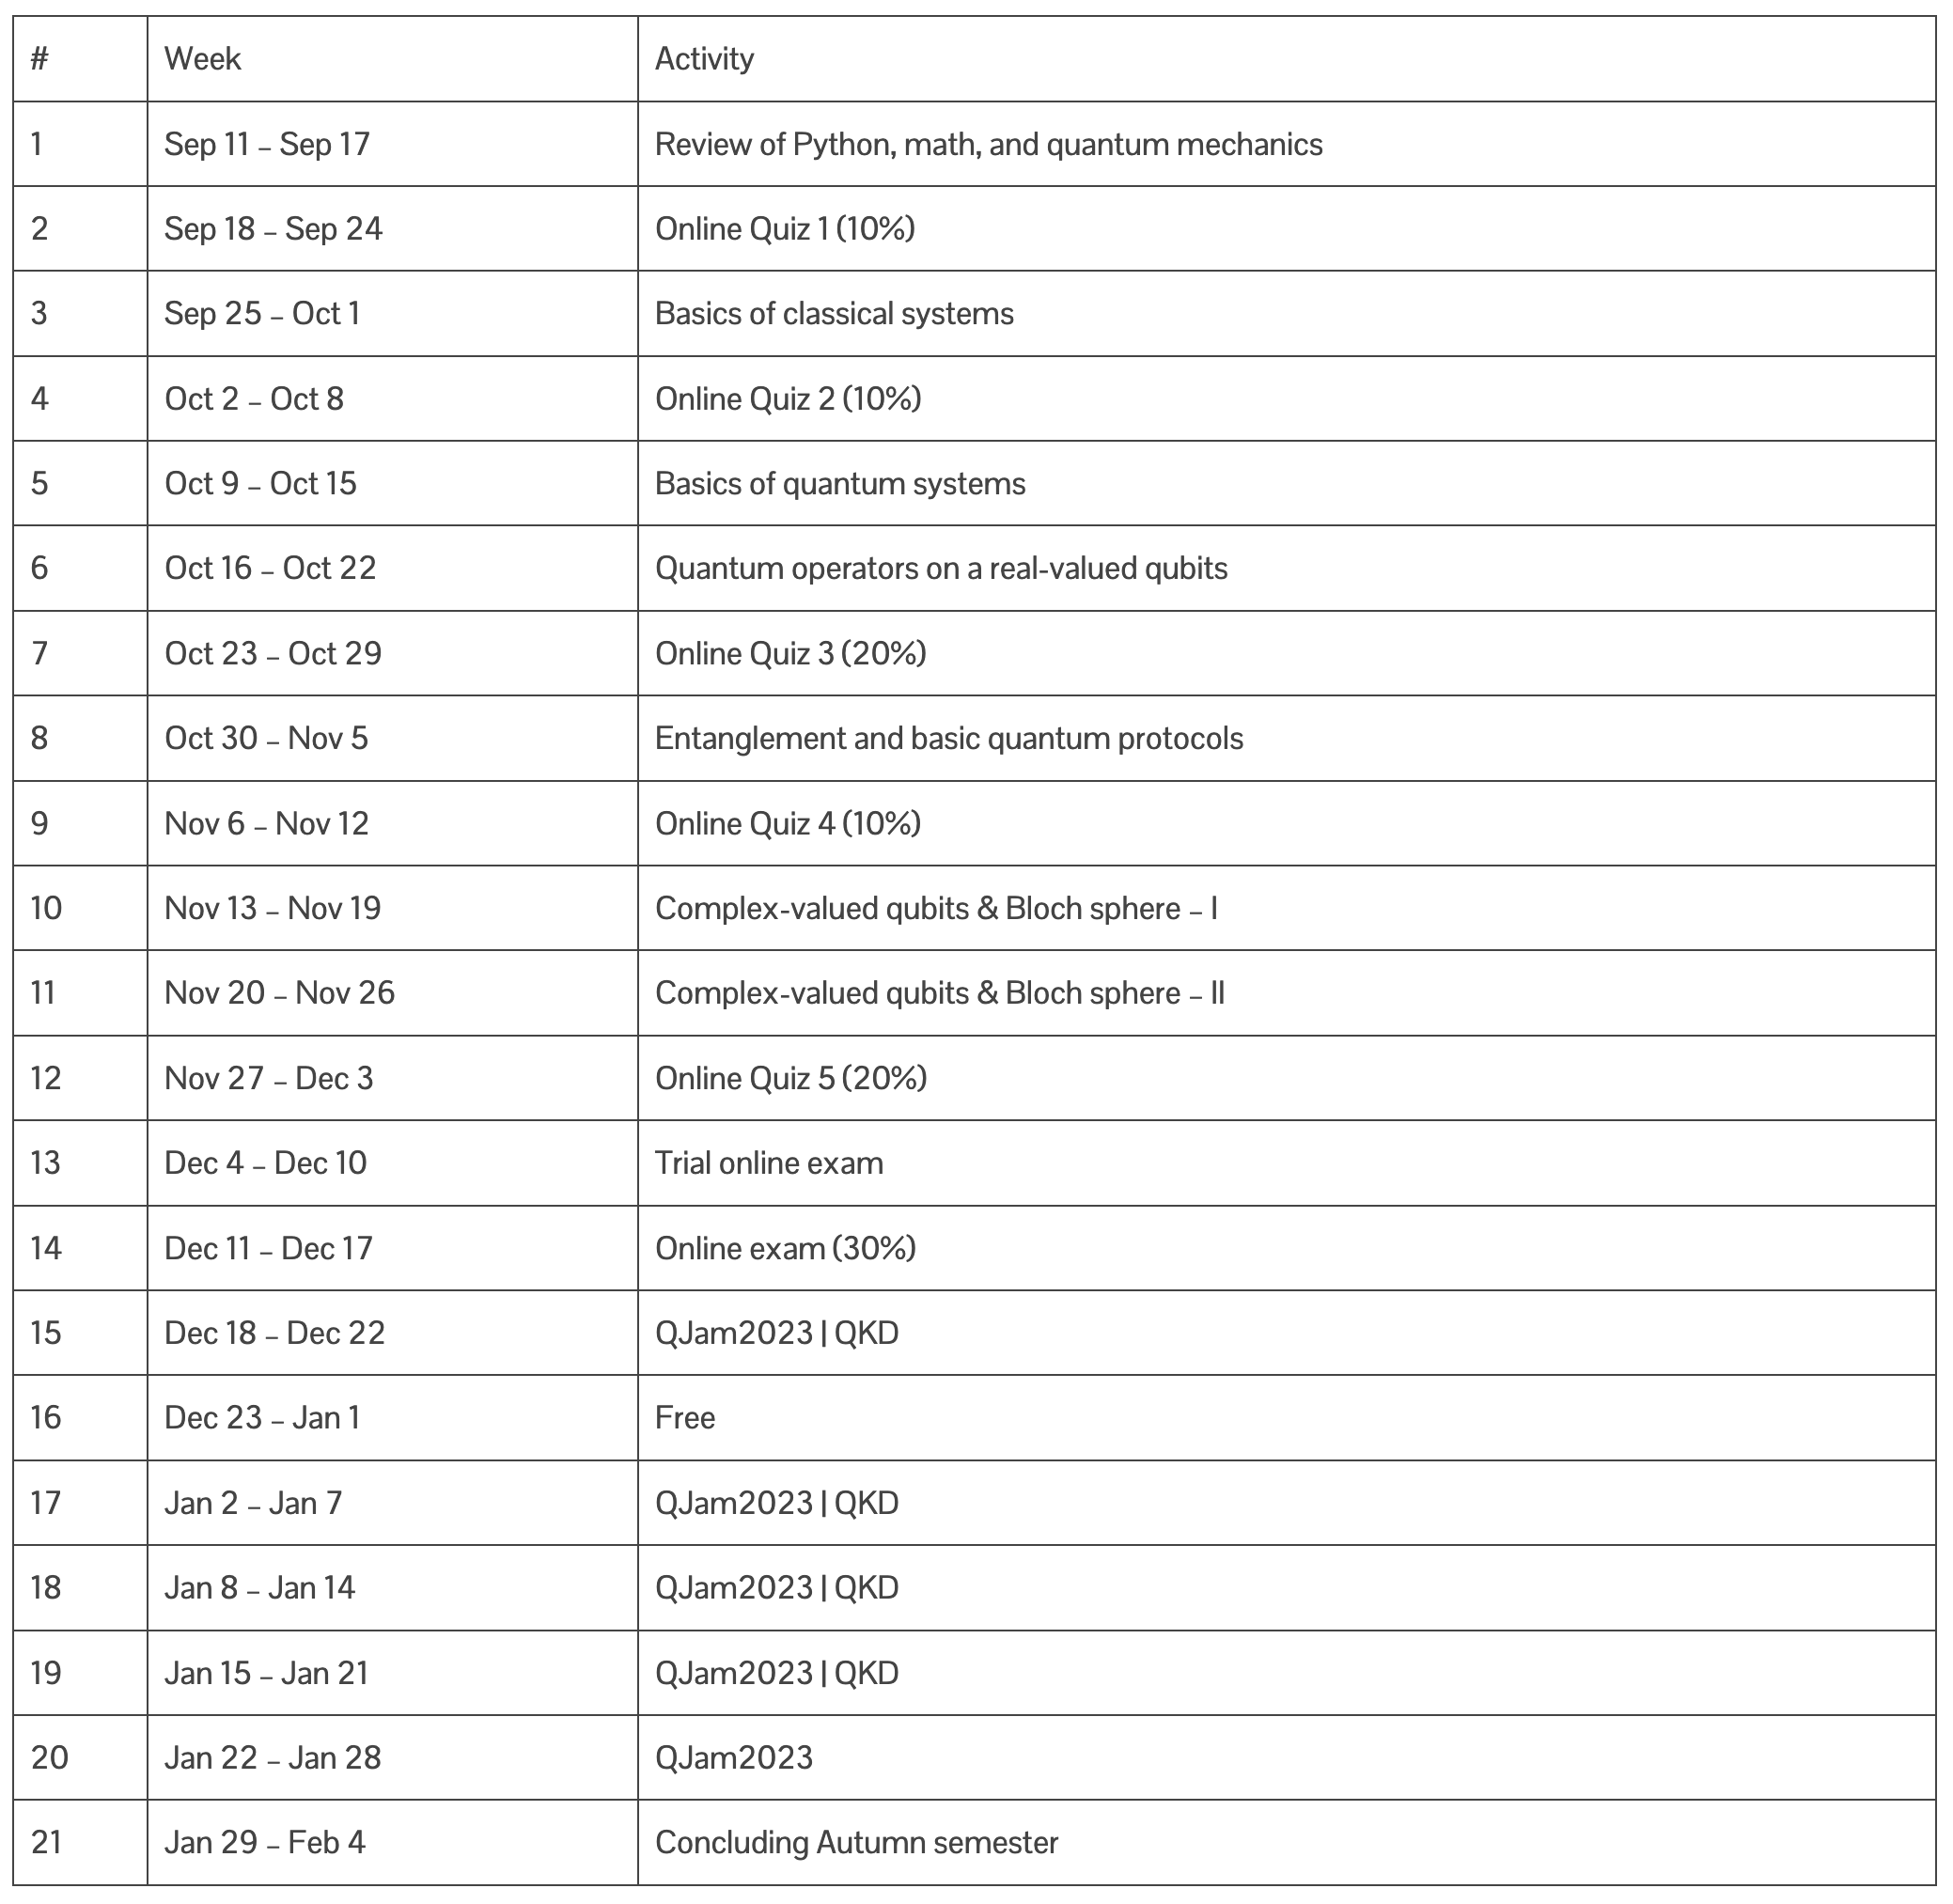 # Week Activity
1 Sep 11 – Sep 17 Review of Python, math, and quantum mechanics
2 Sep 18 – Sep 24 Online Quiz 1 (10%)
3 Sep 25 – Oct 1 Basics of classical systems
4 Oct 2 – Oct 8 Online Quiz 2 (10%)
5 Oct 9 – Oct 15 Basics of quantum systems
6 Oct 16 – Oct 22 Quantum operators on a real-valued qubits
7 Oct 23 – Oct 29 Online Quiz 3 (20%)
8 Oct 30 – Nov 5 Entanglement and basic quantum protocols
9 Nov 6 – Nov 12 Online Quiz 4 (10%)
10 Nov 13 – Nov 19 Complex-valued qubits & Bloch sphere – I
11 Nov 20 – Nov 26 Complex-valued qubits & Bloch sphere – II
12 Nov 27 – Dec 3 Online Quiz 5 (20%)
13 Dec 4 – Dec 10 Trial online exam
14 Dec 11 – Dec 17 Online exam (30%)
15 Dec 18 – Dec 22 QJam2023 | QKD
16 Dec 23 – Jan 1 Free
17 Jan 2 – Jan 7 QJam2023 | QKD
18 Jan 8 – Jan 14 QJam2023 | QKD
19 Jan 15 – Jan 21 QJam2023 | QKD
20 Jan 22 – Jan 28 QJam2023
21 Jan 29 – Feb 4 Concluding Autumn semester